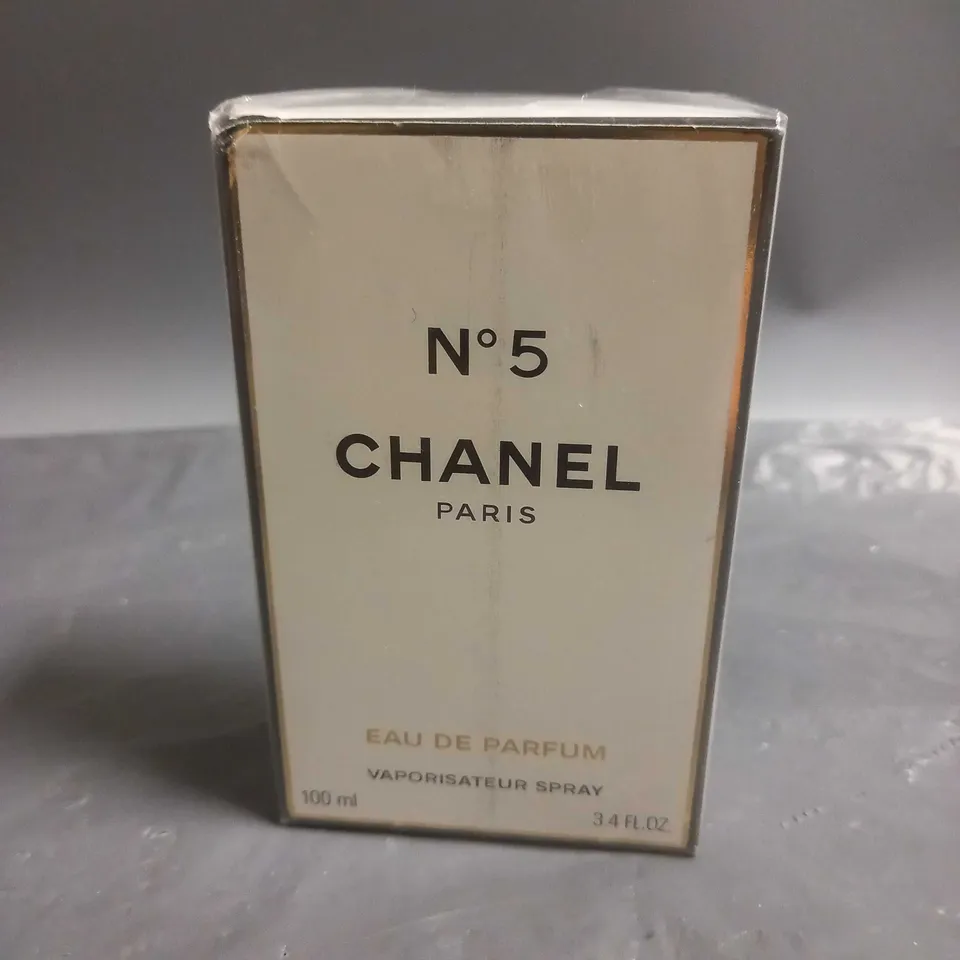 N° 5
CHANEL
PARIS
EAU DE PARFUM
VAPORISATEUR SPRAY
100 ml
3.4 FL.OZ.